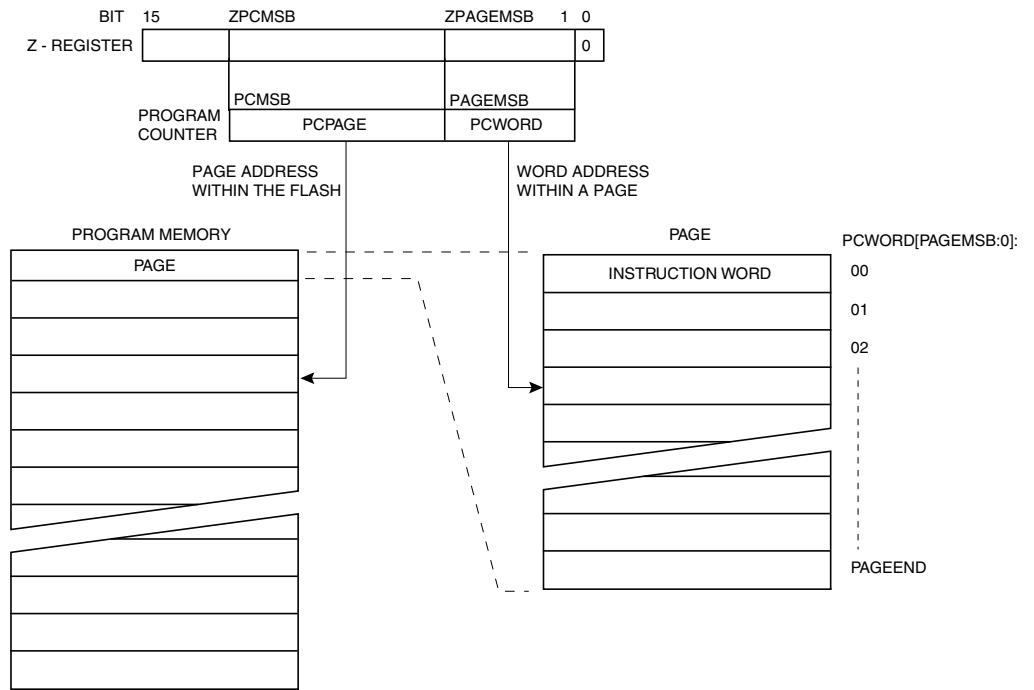 BIT 15 ZPCMSB ZPAGEMSB 1 0
Z - REGISTER 0
PCMSB PAGEMSB
PROGRAM
COUNTER
PCPAGE PCWORD
PAGE ADDRESS
WITHIN THE FLASH
WORD ADDRESS
WITHIN A PAGE
PROGRAM MEMORY
PAGE
PAGE
PCWORD[PAGEMSB:0]:
INSTRUCTION WORD
00
01
02
PAGEEND